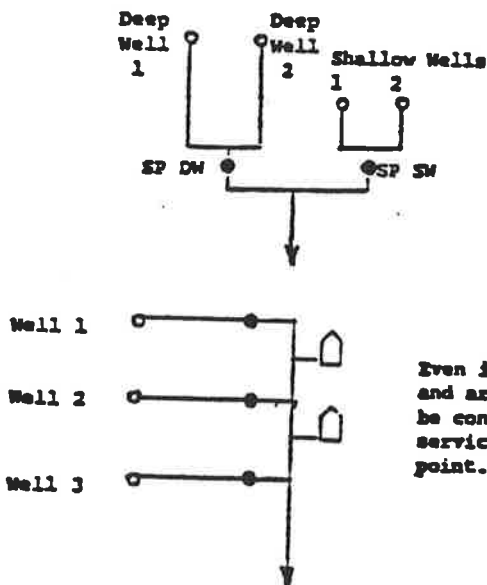 Deep Well 1
Deep Well 2
Shallow Wells
1 2
SP DW
SP SW
Well 1
Well 2
Well 3
Even
and
be con
servic
point.